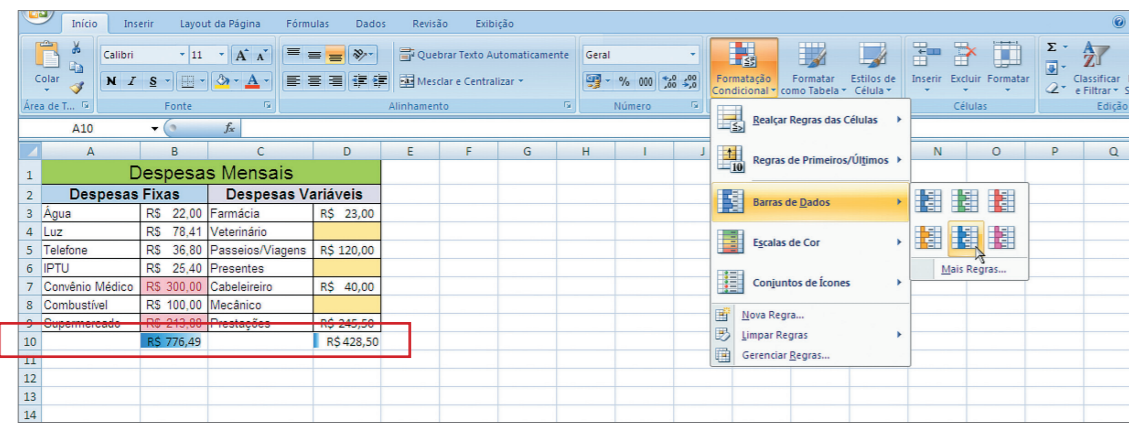 Início Inserir Layout da Página Fórmulas Dados Revisão Exibição
Calibri 11 A A Quebrar Texto Automaticamente Geral
Colar N I S A Mesclar e Centralizar % 000 Formatação Condicional Formatar como Tabela Estilos de Célula Inserir Excluir Formatar Σ Classificar e Filtrar
Área de T... Fonte Alinhamento Número Células Edição
A10 fx
A B C D E F G H I J N O P Q
1 Despesas Mensais
2 Despesas Fixas Despesas Variáveis
3 Água R$ 22,00 Farmácia R$ 23,00
4 Luz R$ 78,41 Veterinário
5 Telefone R$ 36,80 Passeios/Viagens R$ 120,00
6 IPTU R$ 25,40 Presentes
7 Convênio Médico R$ 300,00 Cabeleireiro R$ 40,00
8 Combustível R$ 100,00 Mecânico
9 Supermercado R$ 213,88 Prestações R$ 245,50
10 R$ 776,49 R$ 428,50
11
12
13
14
Realçar Regras das Células
Regras de Primeiros/Últimos
Barras de Dados
Escalas de Cor
Conjuntos de Ícones
Nova Regra...
Limpar Regras
Gerenciar Regras...
Mais Regras...